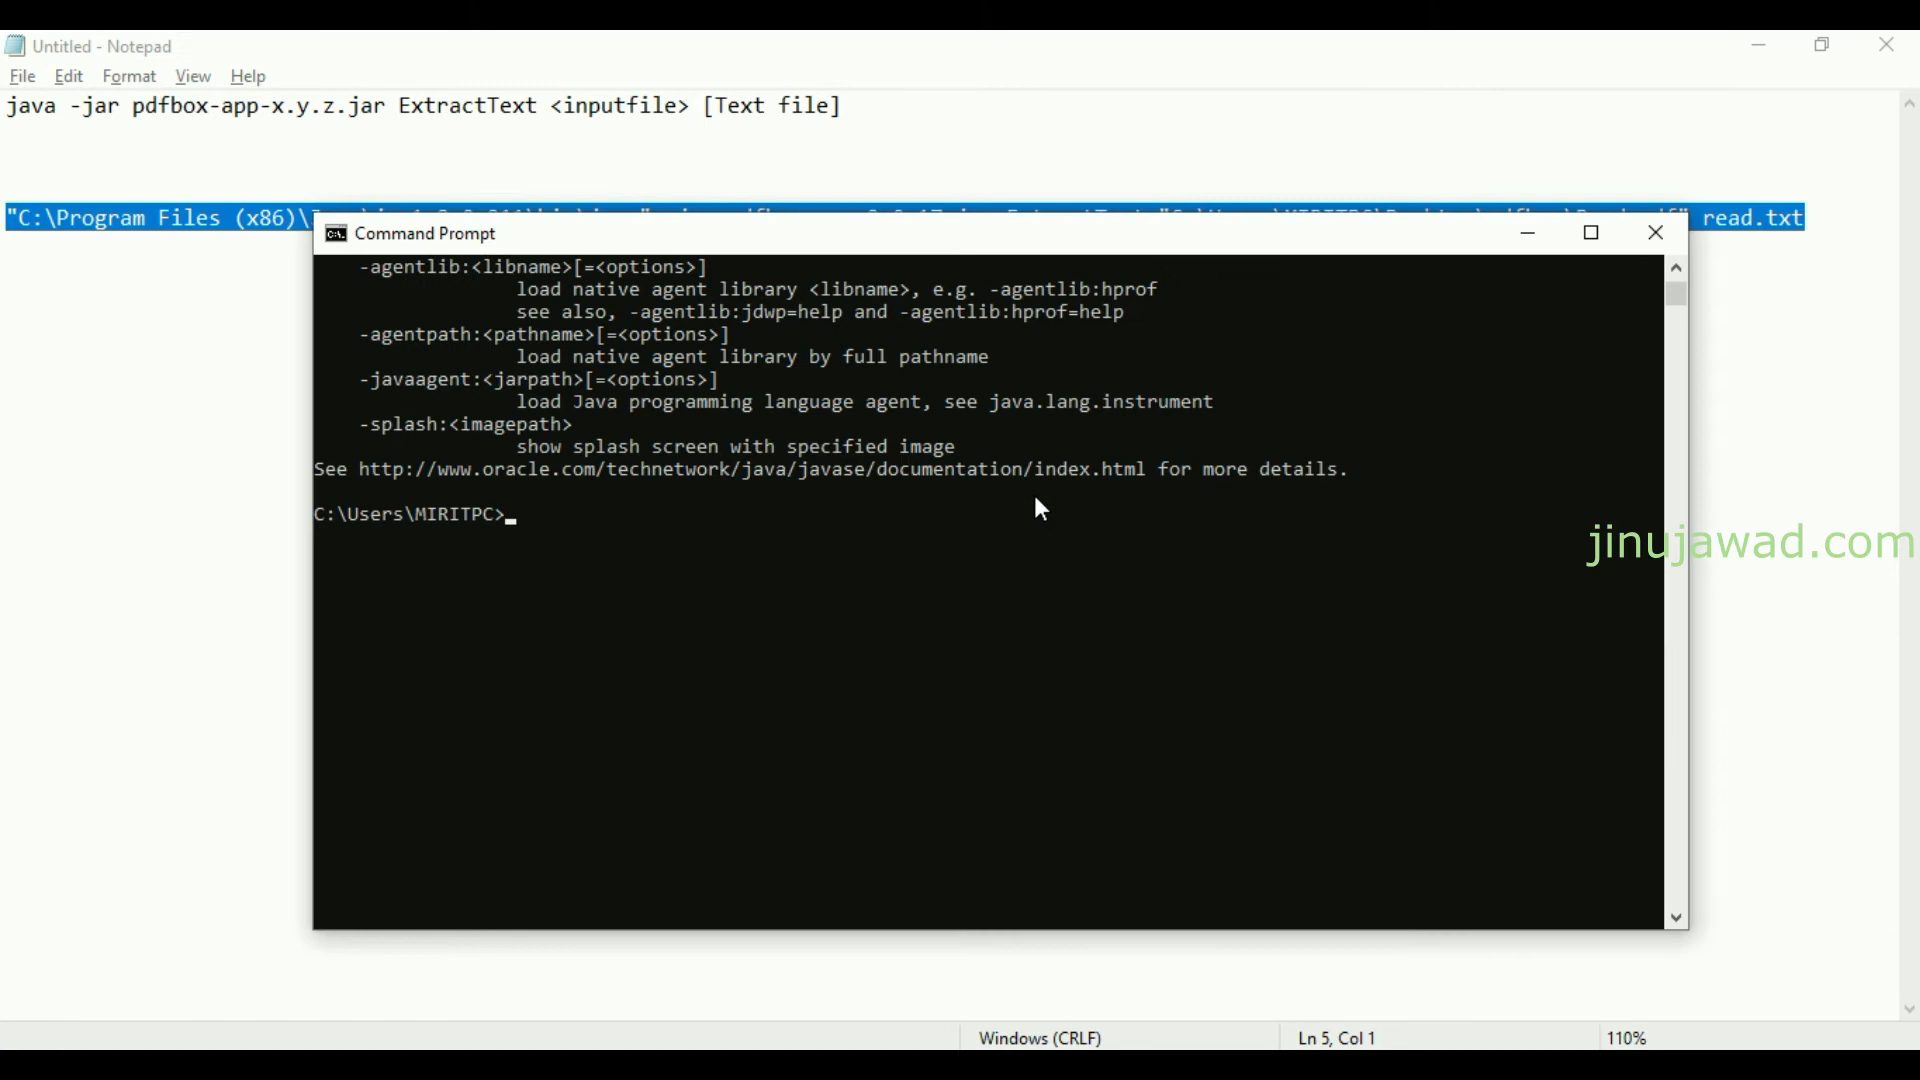 Untitled - Notepad
File Edit Format View Help
java -jar pdfbox-app-x.y.z.jar ExtractText <inputfile> [Text file]
"C:\Program Files (x86)\ read.txt
Command Prompt
-agentlib:<libname>[=<options>]
load native agent library <libname>, e.g. -agentlib:hprof
see also, -agentlib:jdwp=help and -agentlib:hprof=help
-agentpath:<pathname>[=<options>]
load native agent library by full pathname
-javaagent:<jarpath>[=<options>]
load Java programming language agent, see java.lang.instrument
-splash:<imagepath>
show splash screen with specified image
See http://www.oracle.com/technetwork/java/javase/documentation/index.html for more details.
C:\Users\MIRITPC>
jinujawad.com
Windows (CRLF)
Ln 5, Col 1
110%